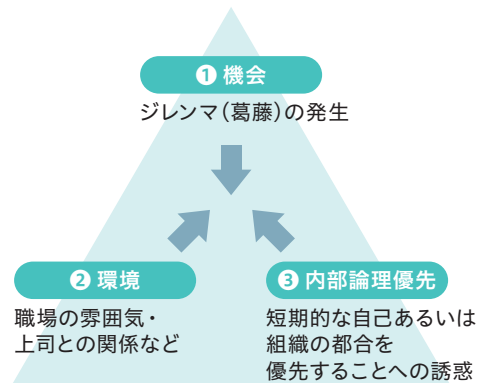 ❶ 機会
ジレンマ(葛藤)の発生
❷ 環境
職場の雰囲気・
上司との関係など
❸ 内部論理優先
短期的な自己あるいは
組織の都合を
優先することへの誘惑